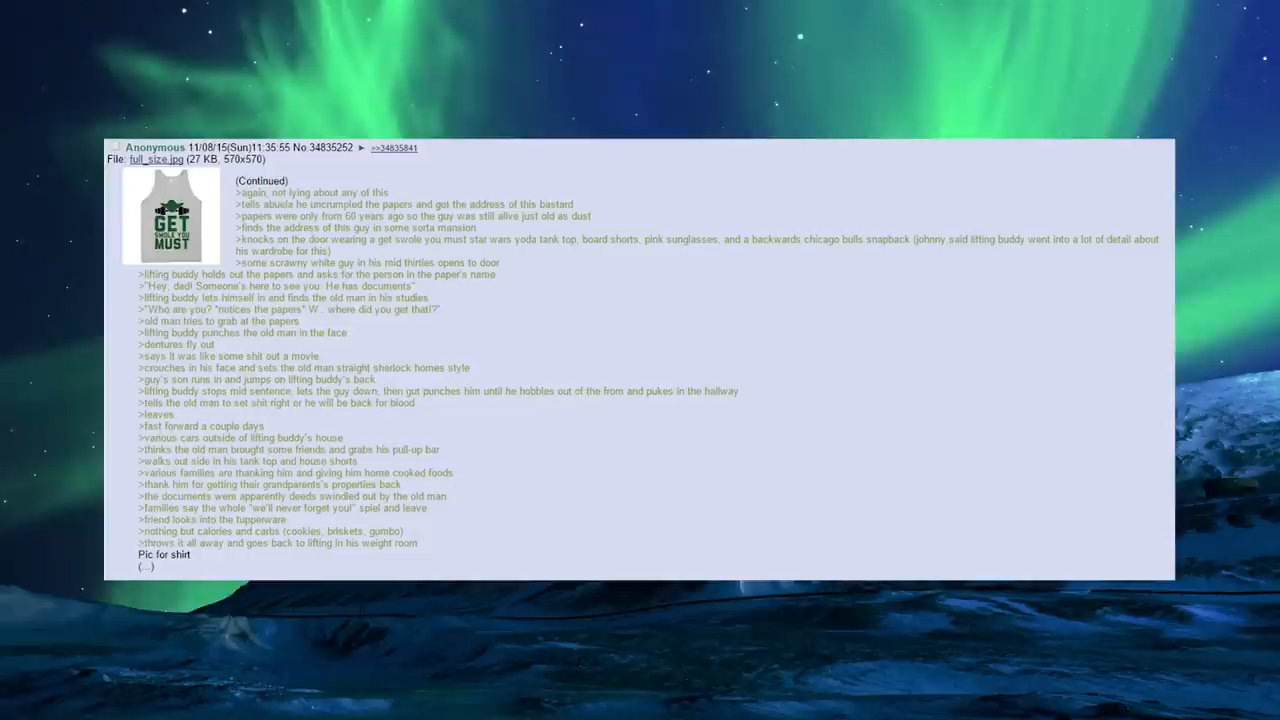 Anonymous 11/08/15(Sun)11:35:55 No.34835252 ► >>34835841
File: full_size.jpg (27 KB, 570x570)
GET
SWOLE YOU
MUST
(Continued)
>again, not lying about any of this
>tells abuela he uncrumpled the papers and got the address of this bastard
>papers were only from 60 years ago so the guy was still alive just old as dust
>finds the address of this guy in some sorta mansion
>knocks on the door wearing a get swole you must star wars yoda tank top, board shorts, pink sunglasses, and a backwards chicago bulls snapback (johnny said lifting buddy went into a lot of detail about
his wardrobe for this)
>some scrawny white guy in his mid thirties opens to door
>lifting buddy holds out the papers and asks for the person in the paper's name
>"Hey, dad! Someone's here to see you. He has documents"
>lifting buddy lets himself in and finds the old man in his studies
>"Who are you? *notices the papers* W.. where did you get that!?"
>old man tries to grab at the papers
>lifting buddy punches the old man in the face
>dentures fly out
>says it was like some shit out a movie
>crouches in his face and sets the old man straight sherlock homes style
>guy's son runs in and jumps on lifting buddy's back
>lifting buddy stops mid sentence, lets the guy down, then gut punches him until he hobbles out of the from and pukes in the hallway
>tells the old man to set shit right or he will be back for blood
>leaves
>fast forward a couple days
>various cars outside of lifting buddy's house
>thinks the old man brought some friends and grabs his pull-up bar
>walks out side in his tank top and house shorts
>various families are thanking him and giving him home cooked foods
>thank him for getting their grandparents's properties back
>the documents were apparently deeds swindled out by the old man
>families say the whole "we'll never forget you!" spiel and leave
>friend looks into the tupperware
>nothing but calories and carbs (cookies, briskets, gumbo)
>throws it all away and goes back to lifting in his weight room
Pic for shirt
(...)